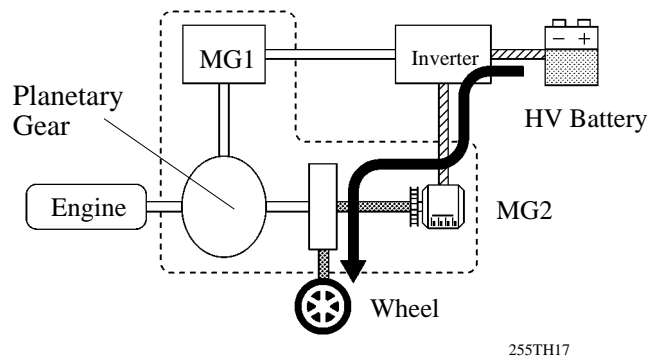 MG1
Inverter
− +
Planetary
Gear
HV Battery
Engine
MG2
Wheel
255TH17